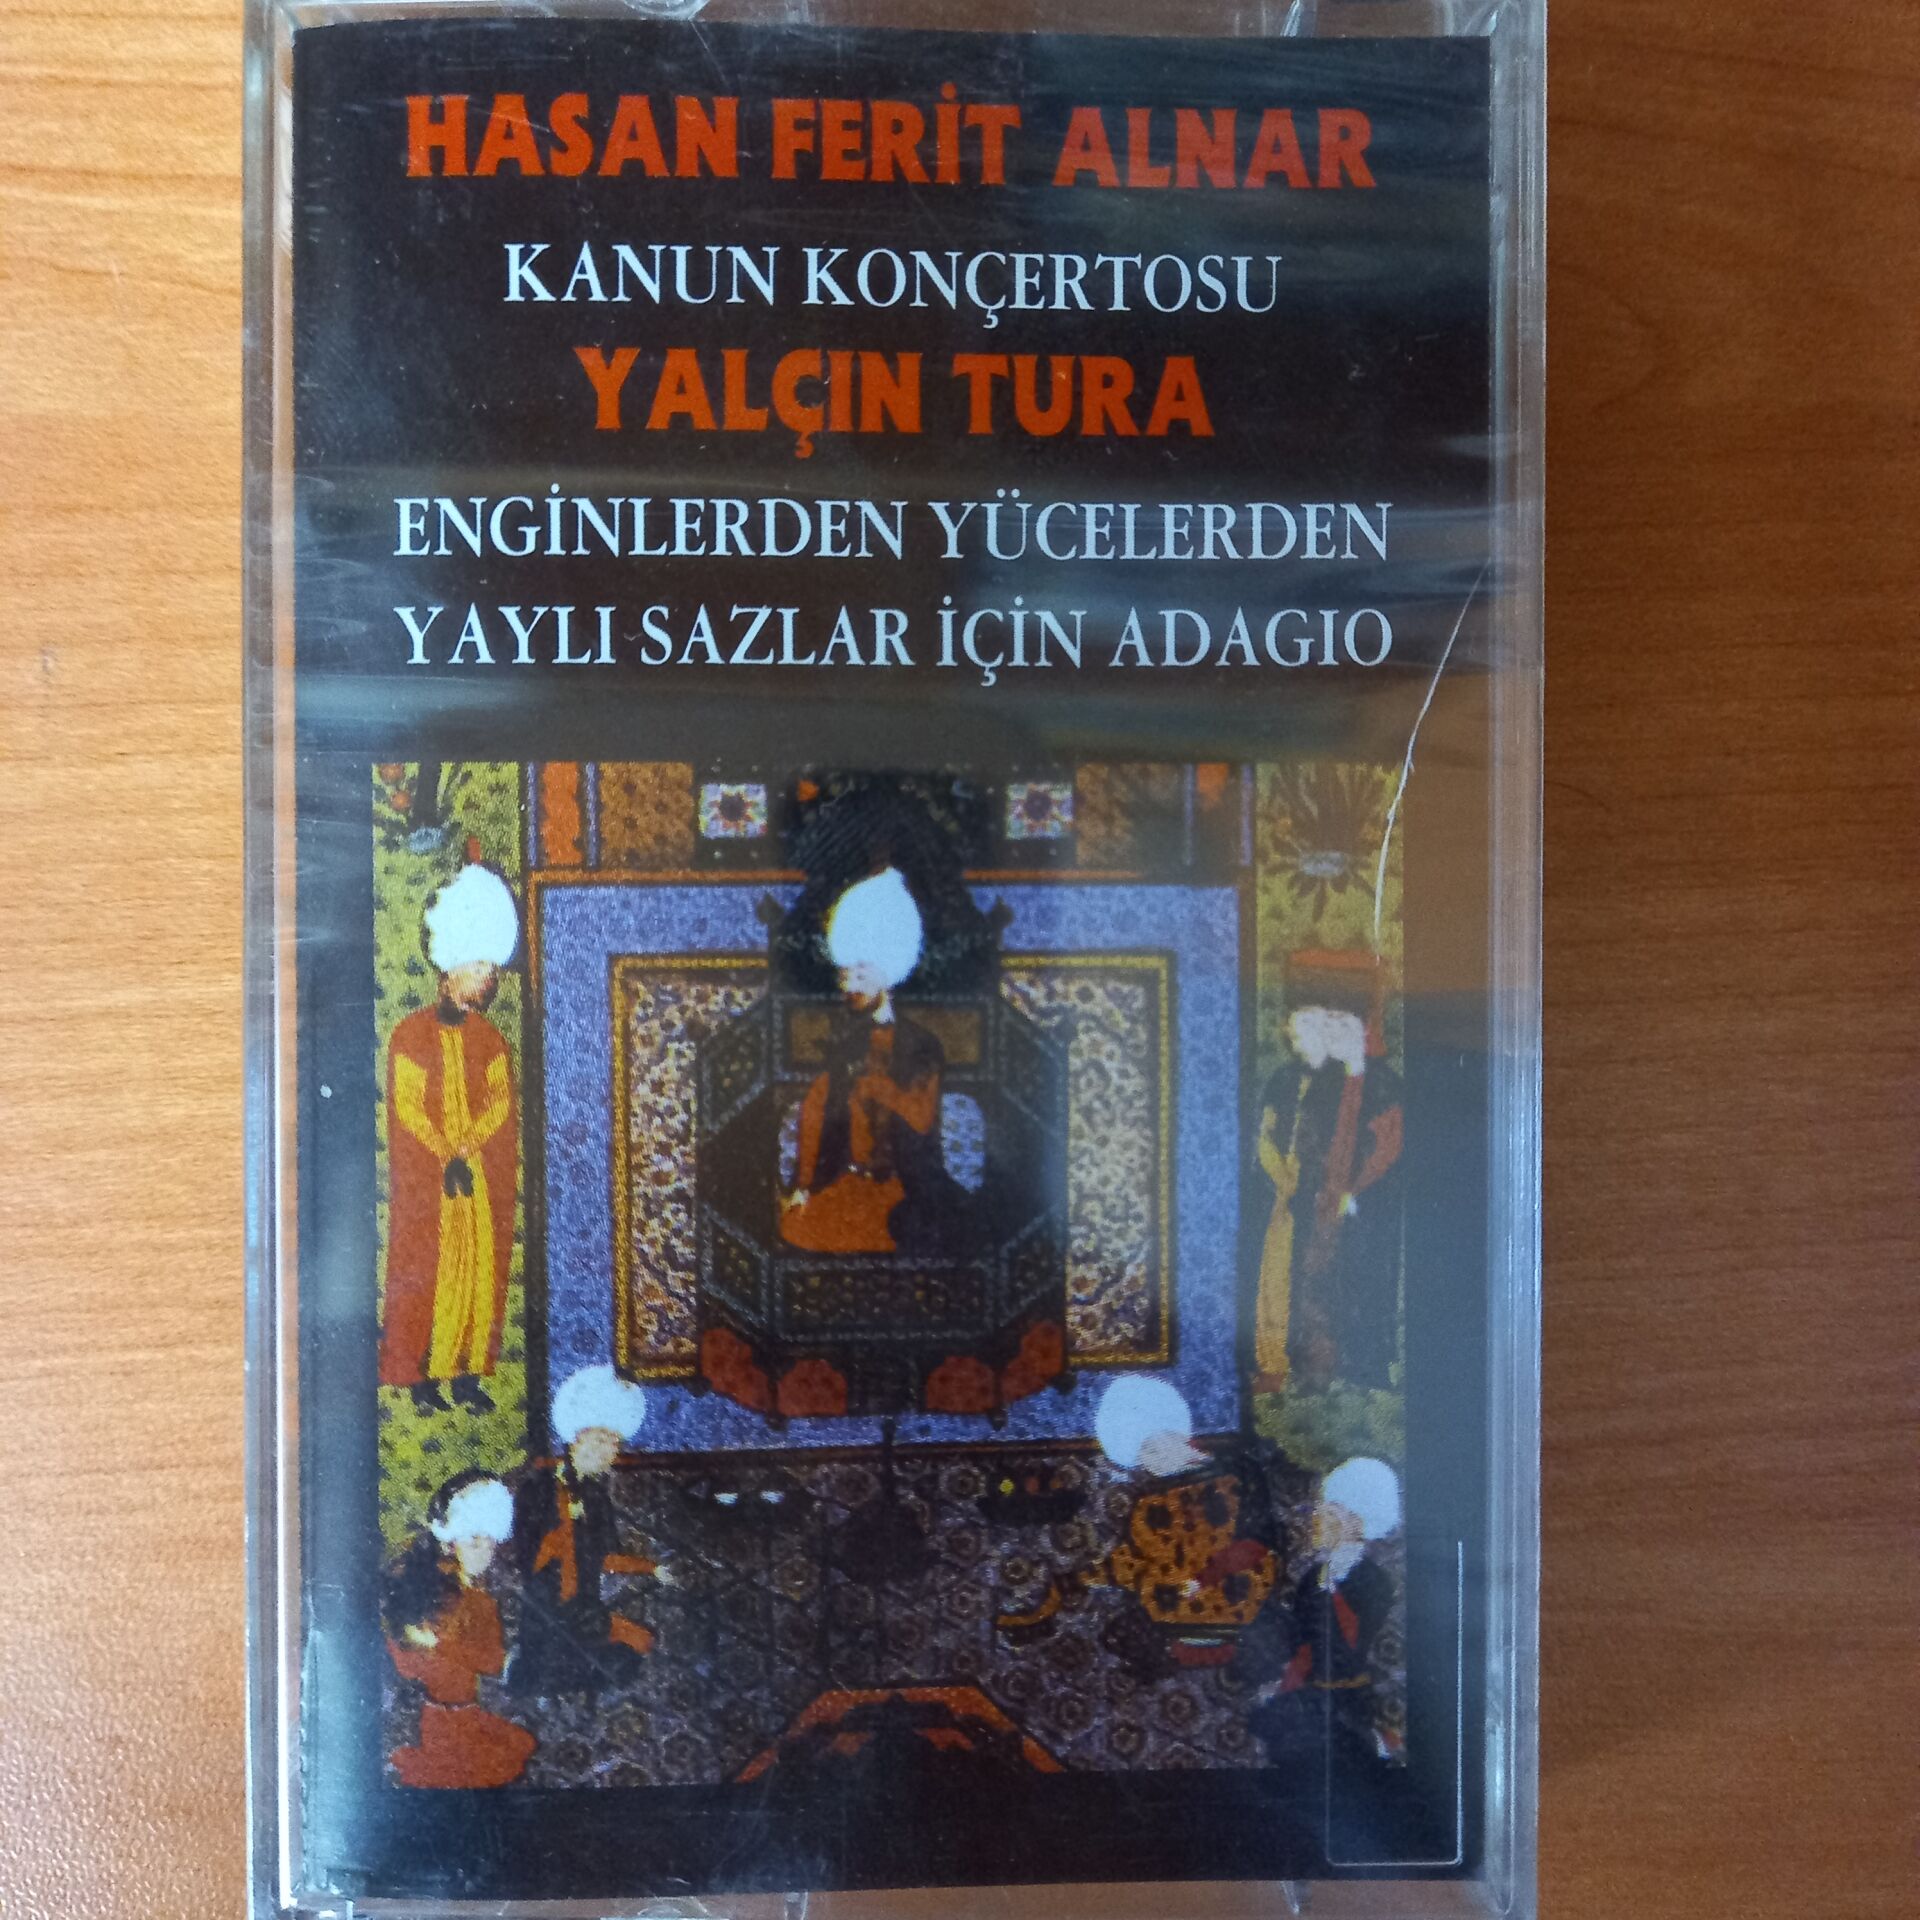 HASAN FERİT ALNAR
KANUN KONÇERTOSU
YALÇIN TURA
ENGİNLERDEN YÜCELERDEN
YAYLI SAZLAR İÇİN ADAGIO